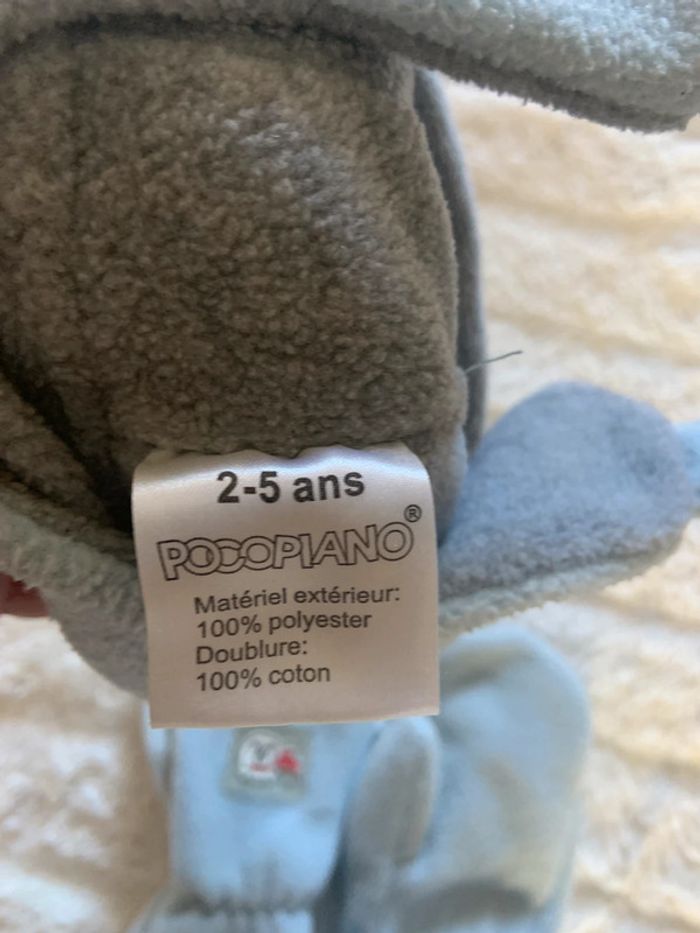 2-5 ans
POCOPIANO®
Matériel extérieur:
100% polyester
Doublure:
100% coton